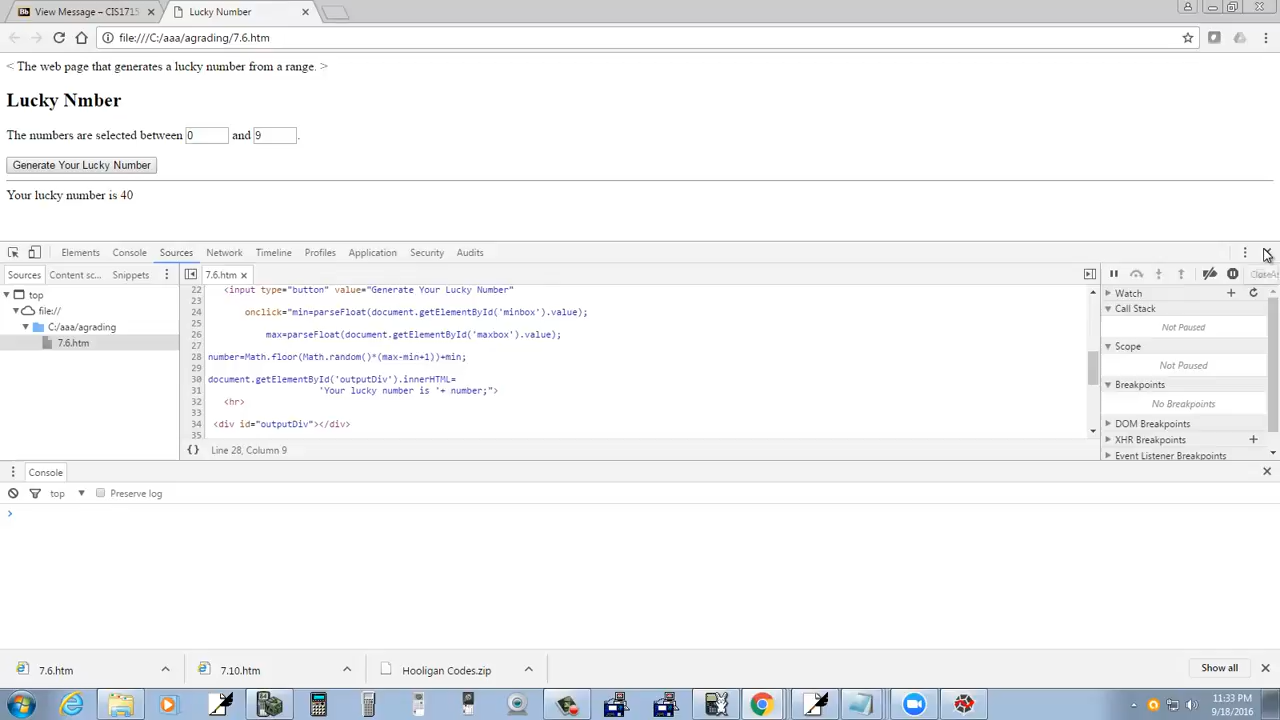 View Message – CIS1715
Lucky Number
file:///C:/aaa/agrading/7.6.htm
< The web page that generates a lucky number from a range. >
Lucky Nmber
The numbers are selected between 0 and 9 .
Generate Your Lucky Number
Your lucky number is 40
Elements Console Sources Network Timeline Profiles Application Security Audits
Sources Content sc... Snippets 7.6.htm
top
file://
C:/aaa/agrading
7.6.htm
22 <input type="button" value="Generate Your Lucky Number"
23
24 onclick="min=parseFloat(document.getElementById('minbox').value);
25
26 max=parseFloat(document.getElementById('maxbox').value);
27
28 number=Math.floor(Math.random()*(max-min+1))+min;
29
30 document.getElementById('outputDiv').innerHTML=
31 'Your lucky number is '+ number;">
32 <hr>
33
34 <div id="outputDiv"></div>
35
{} Line 28, Column 9
Watch
Call Stack
Not Paused
Scope
Not Paused
Breakpoints
No Breakpoints
DOM Breakpoints
XHR Breakpoints
Event Listener Breakpoints
Console
top Preserve log
>
7.6.htm 7.10.htm Hooligan Codes.zip Show all
11:33 PM
9/18/2016